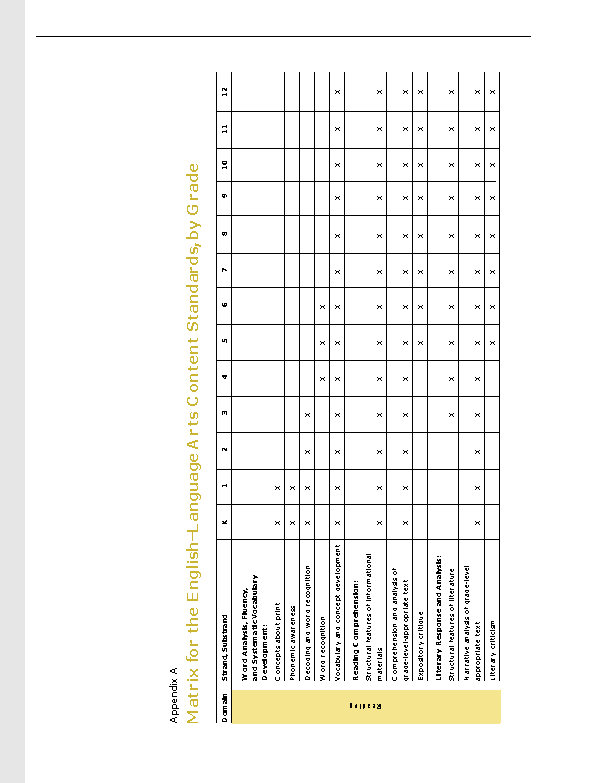 Appendix A
Matrix for the English–Language Arts Content Standards, by Grade
Domain Strand, Substrand K 1 2 3 4 5 6 7 8 9 10 11 12
Reading
Word Analysis, Fluency,
and Systematic Vocabulary
Development:
Concepts about print X X
Phonemic awareness X X
Decoding and word recognition X X X X
Word recognition X X X
Vocabulary and concept development X X X X X X X X X X X X X
Reading Comprehension:
Structural features of informational
materials X X X X X X X X X X X X X
Comprehension and analysis of
grade-level-appropriate text X X X X X X X X X X X X X
Expository critique X X X X X X X X
Literary Response and Analysis:
Structural features of literature X X X X X X X X X X
Narrative analysis of grade-level
appropriate text X X X X X X X X X X X X X
Literary criticism X X X X X X X X